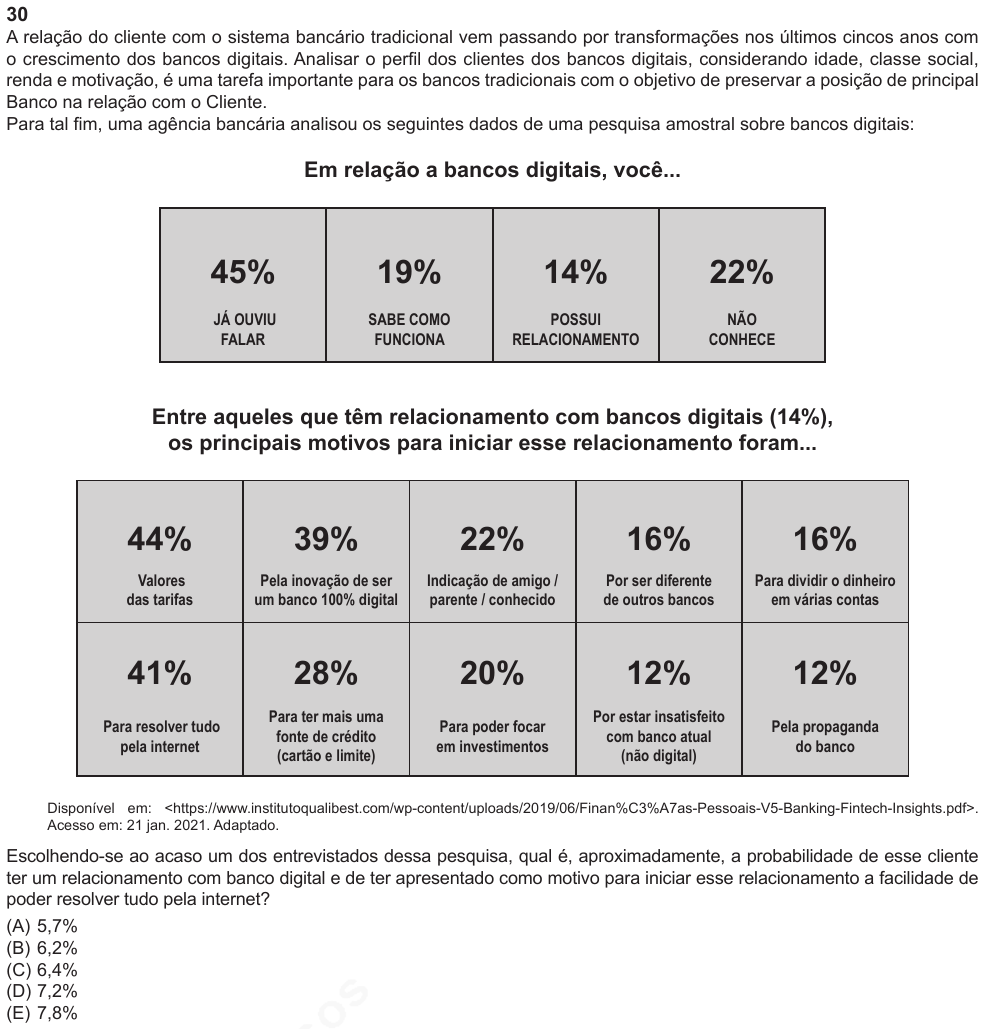 30
A relação do cliente com o sistema bancário tradicional vem passando por transformações nos últimos cincos anos com
o crescimento dos bancos digitais. Analisar o perfil dos clientes dos bancos digitais, considerando idade, classe social,
renda e motivação, é uma tarefa importante para os bancos tradicionais com o objetivo de preservar a posição de principal
Banco na relação com o Cliente.
Para tal fim, uma agência bancária analisou os seguintes dados de uma pesquisa amostral sobre bancos digitais:
Em relação a bancos digitais, você...
45%
JÁ OUVIU
FALAR
19%
SABE COMO
FUNCIONA
14%
POSSUI
RELACIONAMENTO
22%
NÃO
CONHECE
Entre aqueles que têm relacionamento com bancos digitais (14%),
os principais motivos para iniciar esse relacionamento foram...
44%
Valores
das tarifas
39%
Pela inovação de ser
um banco 100% digital
22%
Indicação de amigo /
parente / conhecido
16%
Por ser diferente
de outros bancos
16%
Para dividir o dinheiro
em várias contas
41%
Para resolver tudo
pela internet
28%
Para ter mais uma
fonte de crédito
(cartão e limite)
20%
Para poder focar
em investimentos
12%
Por estar insatisfeito
com banco atual
(não digital)
12%
Pela propaganda
do banco
Disponível em: <https://www.institutoqualibest.com/wp-content/uploads/2019/06/Finan%C3%A7as-Pessoais-V5-Banking-Fintech-Insights.pdf>.
Acesso em: 21 jan. 2021. Adaptado.
Escolhendo-se ao acaso um dos entrevistados dessa pesquisa, qual é, aproximadamente, a probabilidade de esse cliente
ter um relacionamento com banco digital e de ter apresentado como motivo para iniciar esse relacionamento a facilidade de
poder resolver tudo pela internet?
(A) 5,7%
(B) 6,2%
(C) 6,4%
(D) 7,2%
(E) 7,8%